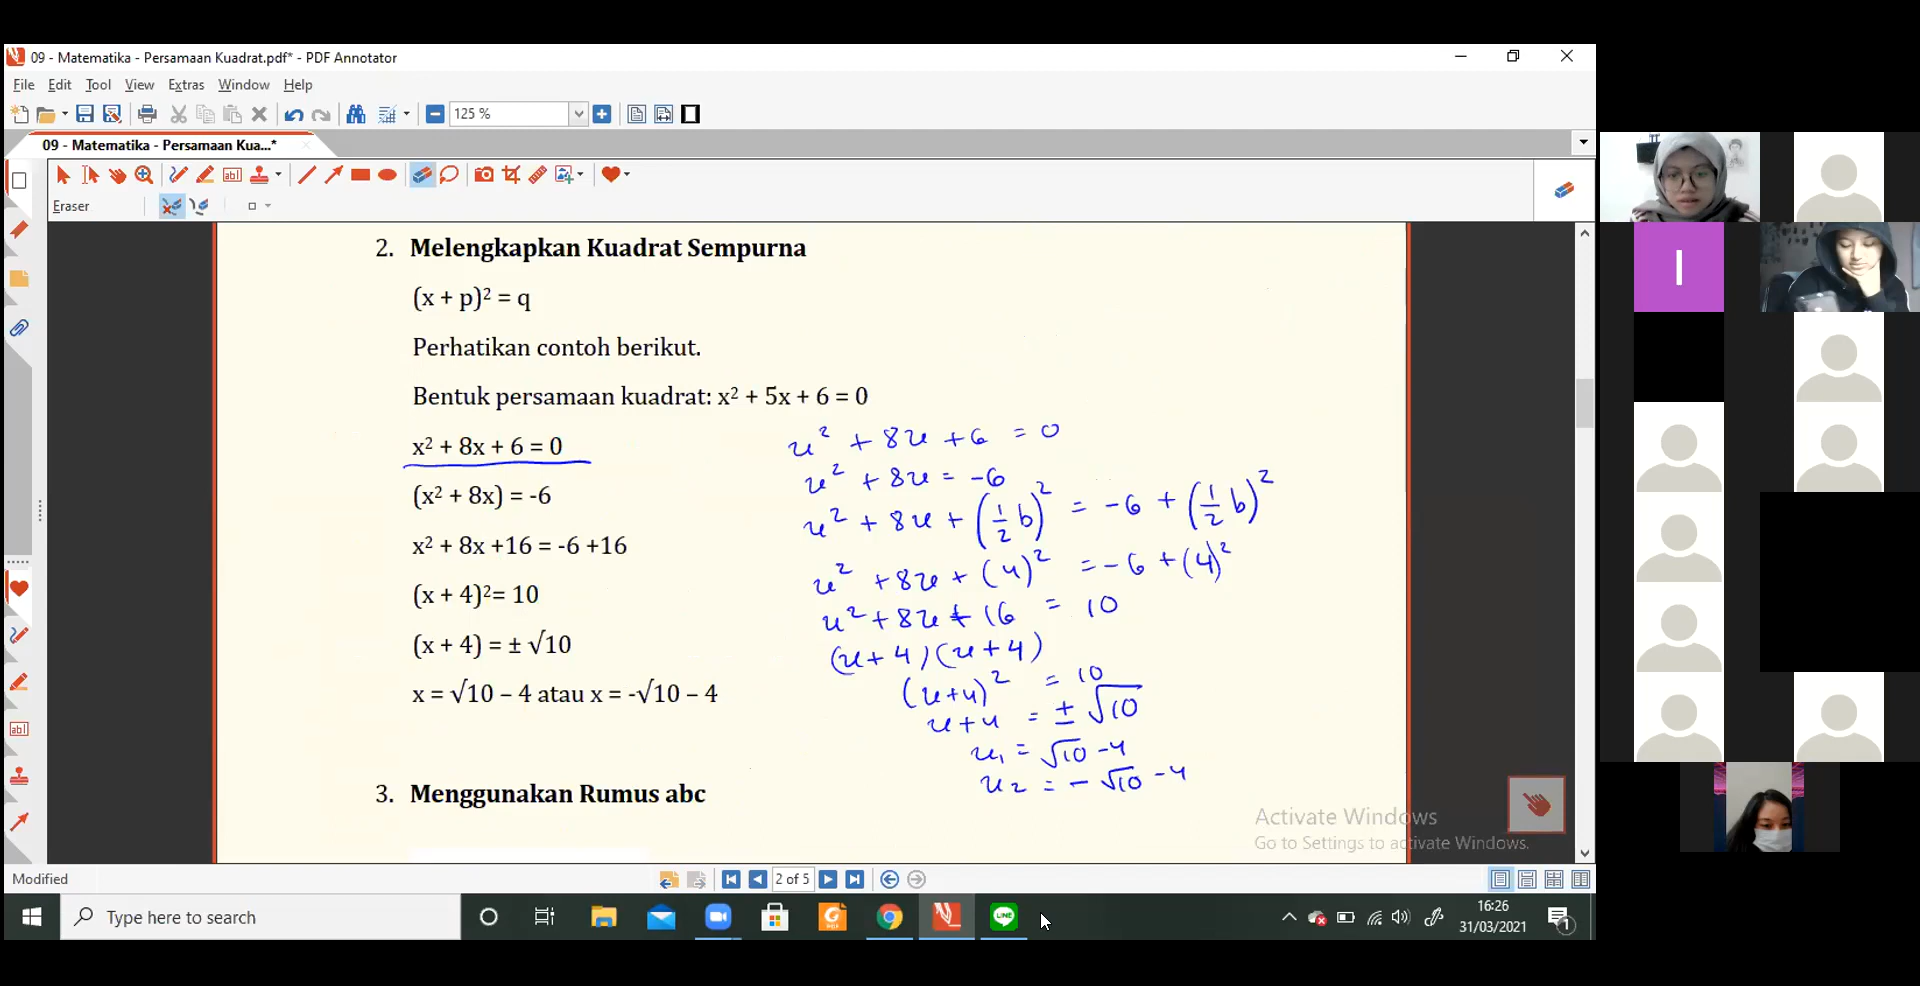 09 - Matematika - Persamaan Kuadrat.pdf* - PDF Annotator
File Edit Tool View Extras Window Help
125 %
09 - Matematika - Persamaan Kua...*
Eraser
2. Melengkapkan Kuadrat Sempurna
(x + p)² = q
Perhatikan contoh berikut.
Bentuk persamaan kuadrat: x² + 5x + 6 = 0
x² + 8x + 6 = 0
(x² + 8x) = -6
x² + 8x +16 = -6 +16
(x + 4)²= 10
(x + 4) = ± √10
x = √10 – 4 atau x = -√10 – 4
x² + 8x + 6 = 0
x² + 8x = -6
x² + 8x + (1/2 b)² = -6 + (1/2 b)²
x² + 8x + (4)² = -6 + (4)²
x² + 8x + 16 = 10
(x+4)(x+4)
(x+4)² = 10
x+4 = ± √10
x₁ = √10 -4
x₂ = - √10 -4
3. Menggunakan Rumus abc
Activate Windows
Go to Settings to activate Windows.
Modified
2 of 5
Type here to search
LINE
16:26
31/03/2021
1
I